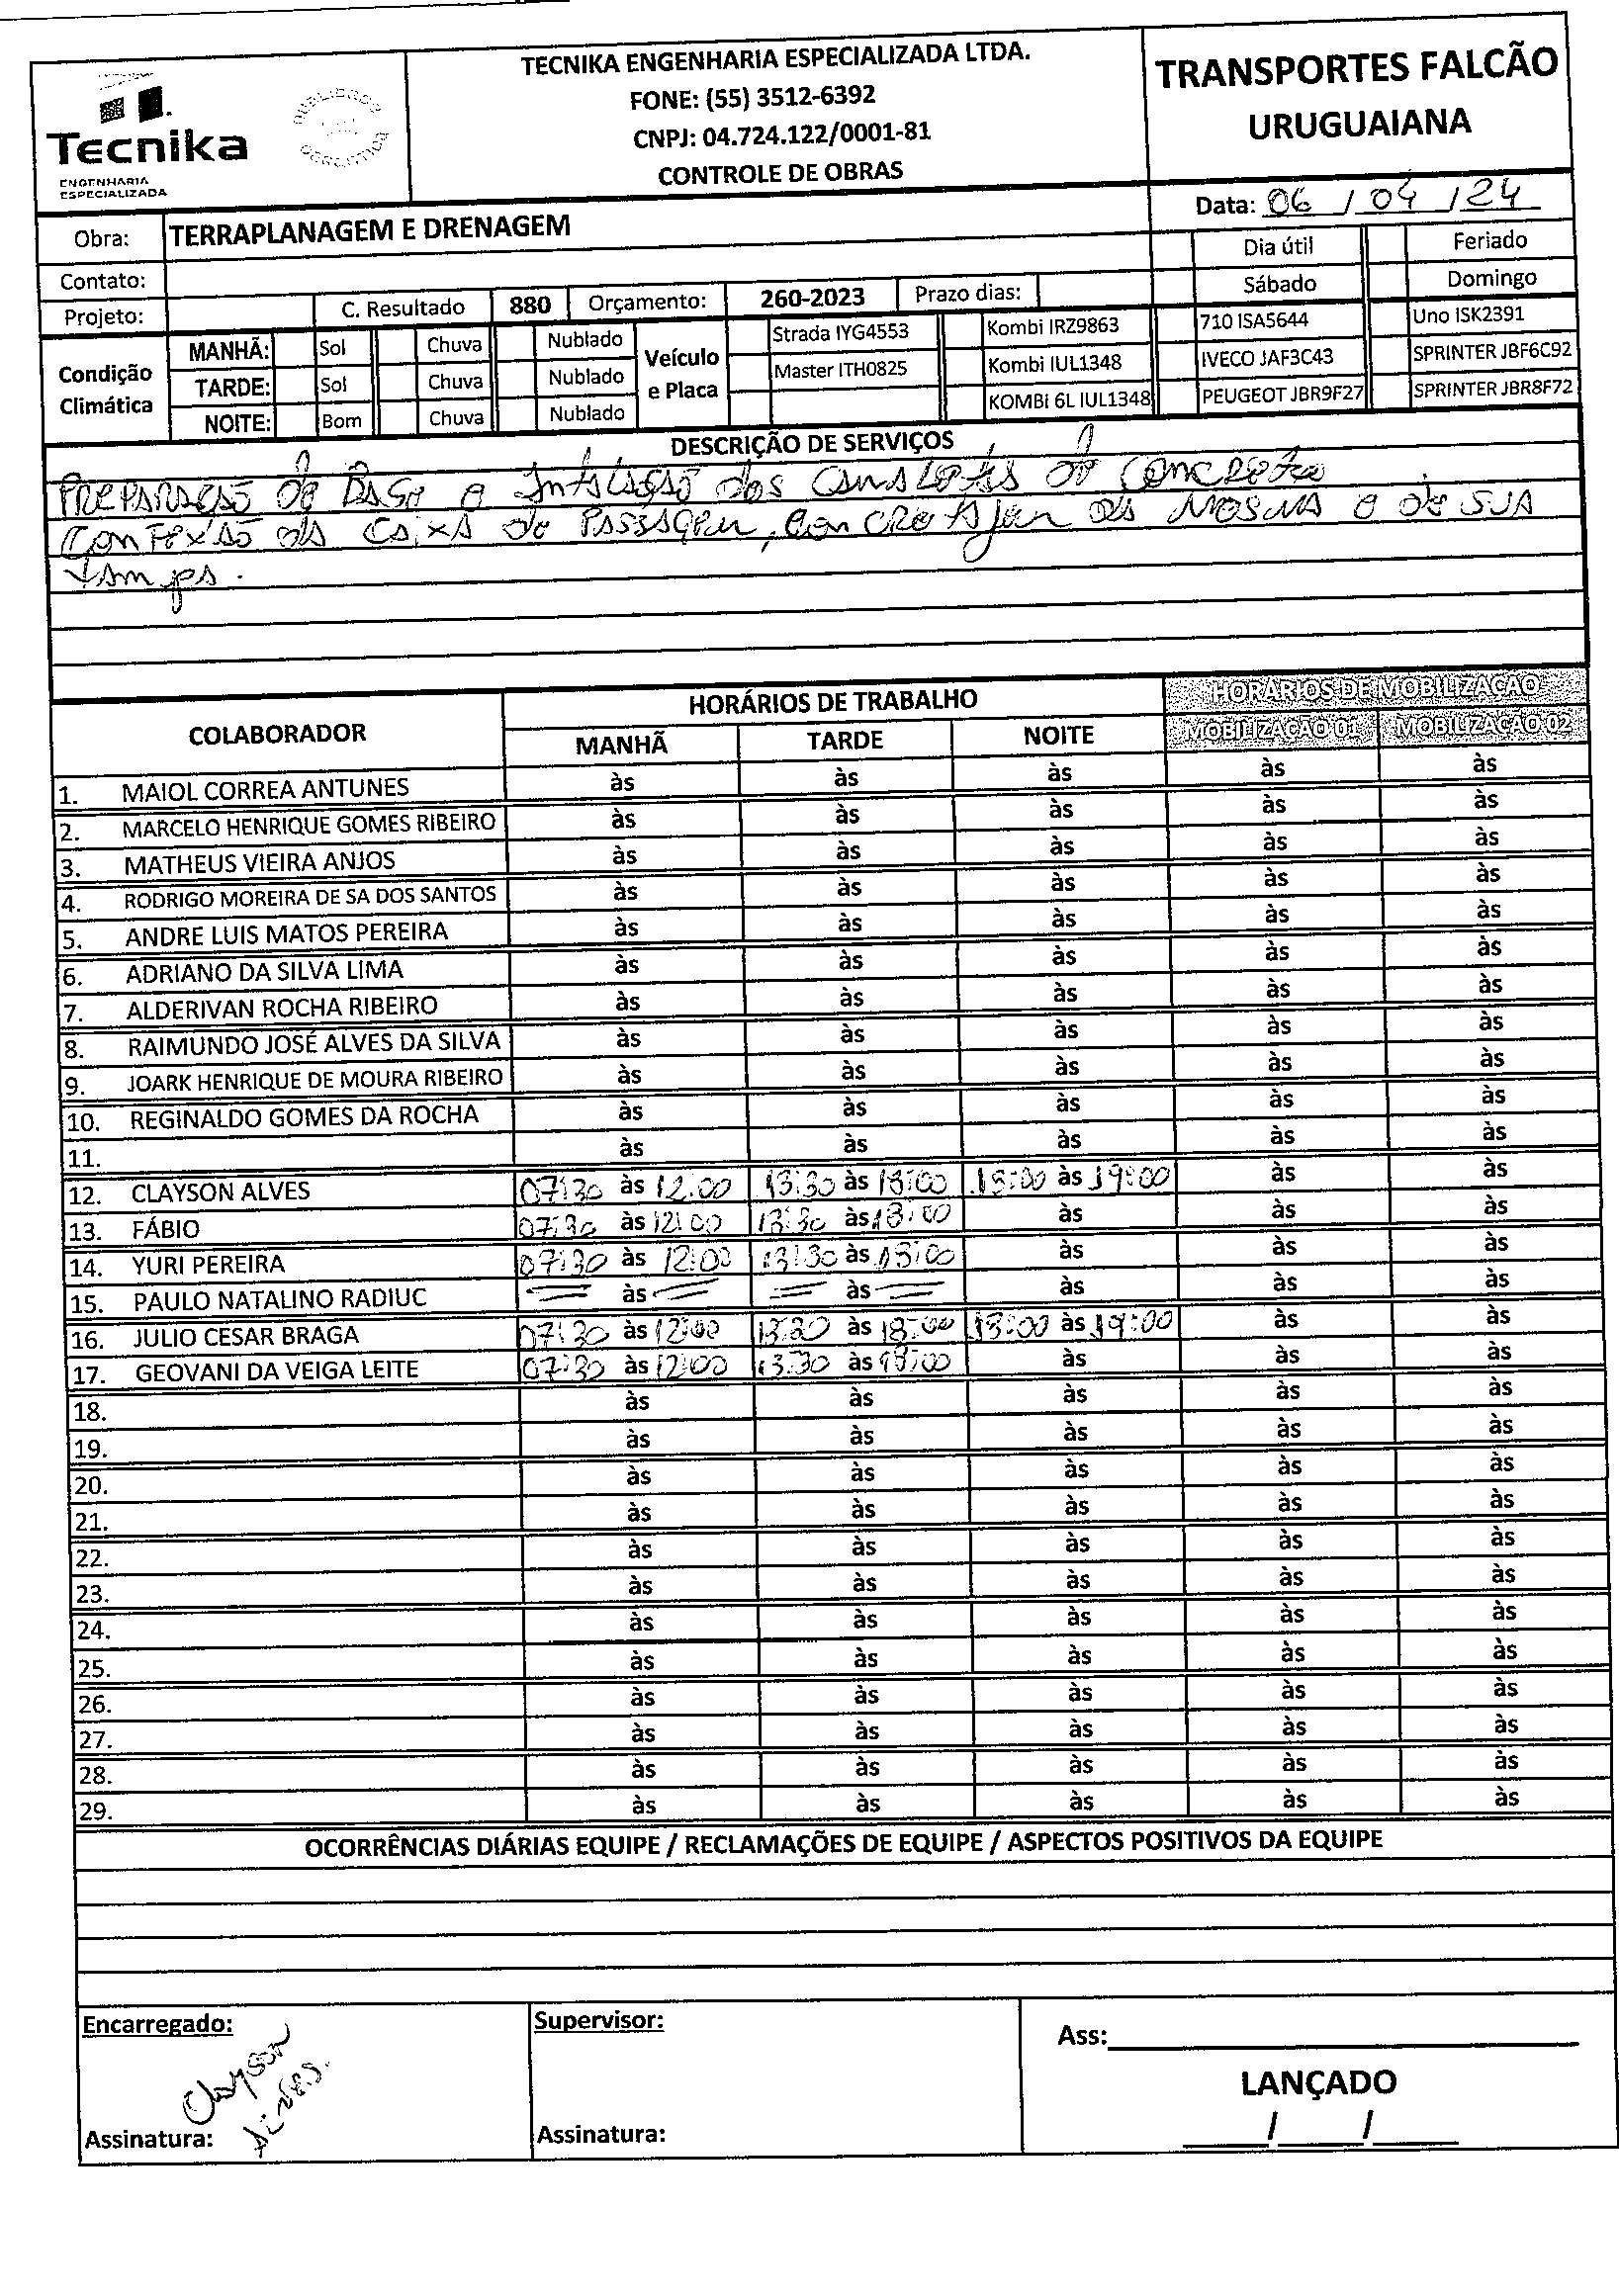 TECNIKA ENGENHARIA ESPECIALIZADA LTDA.
FONE: (55) 3512-6392
CNPJ: 04.724.122/0001-81
CONTROLE DE OBRAS
Tecnika
ENGENHARIA
ESPECIALIZADA
TRANSPORTES FALCÃO
URUGUAIANA
Data: 06 / 04 / 24
Obra: TERRAPLANAGEM E DRENAGEM
Dia útil Feriado
Contato:
Sábado Domingo
Projeto: C. Resultado 880 Orçamento: 260-2023 Prazo dias:
Condição Climática
MANHÃ: Sol Chuva Nublado
TARDE: Sol Chuva Nublado
NOITE: Bom Chuva Nublado
Veículo e Placa
Strada IYG4553 Kombi IRZ9863 710 ISA5644 Uno ISK2391
Master ITH0825 Kombi IUL1348 IVECO JAF3C43 SPRINTER JBF6C92
KOMBI 6L IUL1348 PEUGEOT JBR9F27 SPRINTER JBR8F72
DESCRIÇÃO DE SERVIÇOS
PREPARAÇÃO de BASE e Instalação das canaletas de concreto
Confexão da caixa de passagem, concretajem da mesma e de sua
tampa.
COLABORADOR HORÁRIOS DE TRABALHO HORÁRIOS DE MOBILIZAÇÃO
MANHÃ TARDE NOITE MOBILIZAÇÃO 01 MOBILIZAÇÃO 02
1. MAIOL CORREA ANTUNES às às às às às
2. MARCELO HENRIQUE GOMES RIBEIRO às às às às às
3. MATHEUS VIEIRA ANJOS às às às às às
4. RODRIGO MOREIRA DE SA DOS SANTOS às às às às às
5. ANDRE LUIS MATOS PEREIRA às às às às às
6. ADRIANO DA SILVA LIMA às às às às às
7. ALDERIVAN ROCHA RIBEIRO às às às às às
8. RAIMUNDO JOSÉ ALVES DA SILVA às às às às às
9. JOARK HENRIQUE DE MOURA RIBEIRO às às às às às
10. REGINALDO GOMES DA ROCHA às às às às às
11. às às às às às
12. CLAYSON ALVES 07:30 às 12:00 13:30 às 18:00 18:00 às 19:00 às às
13. FÁBIO 07:30 às 12:00 13:30 às 18:00 às às às
14. YURI PEREIRA 07:30 às 12:00 13:30 às 18:00 às às às
15. PAULO NATALINO RADIUC às às às às às
16. JULIO CESAR BRAGA 07:30 às 12:00 13:30 às 18:00 18:00 às 19:00 às às
17. GEOVANI DA VEIGA LEITE 07:30 às 12:00 13:30 às 18:00 às às às
18. às às às às às
19. às às às às às
20. às às às às às
21. às às às às às
22. às às às às às
23. às às às às às
24. às às às às às
25. às às às às às
26. às às às às às
27. às às às às às
28. às às às às às
29. às às às às às
OCORRÊNCIAS DIÁRIAS EQUIPE / RECLAMAÇÕES DE EQUIPE / ASPECTOS POSITIVOS DA EQUIPE
Encarregado: Supervisor:
Ass:
Clayson
Alves.
LANÇADO
Assinatura: Assinatura:
/ /